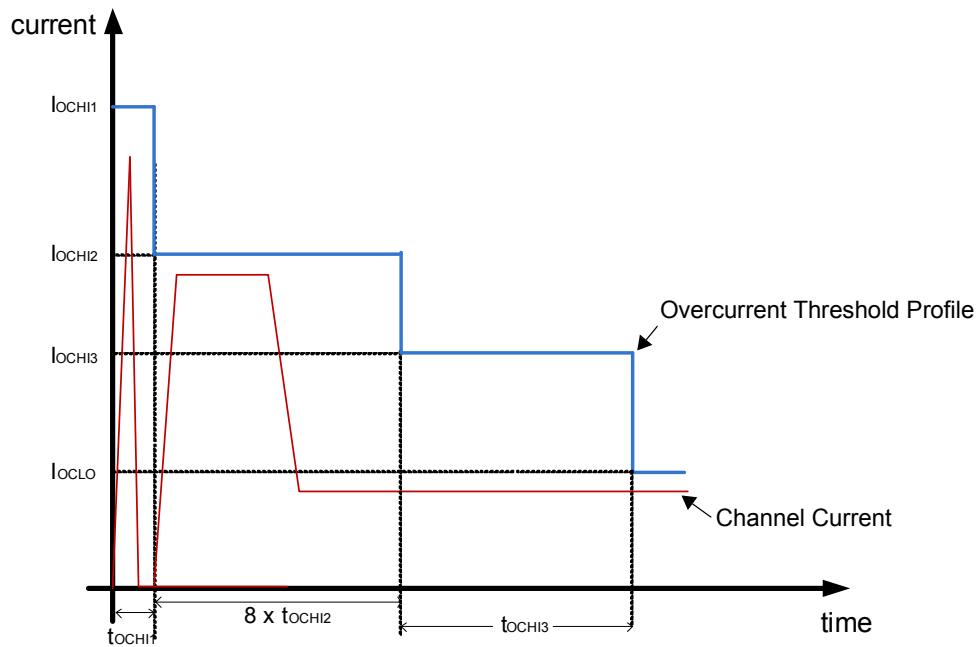 current
IOCHI1
IOCHI2
Overcurrent Threshold Profile
IOCHI3
IOCLO
Channel Current
8 x tOCHI2
tOCHI1
tOCHI3
time